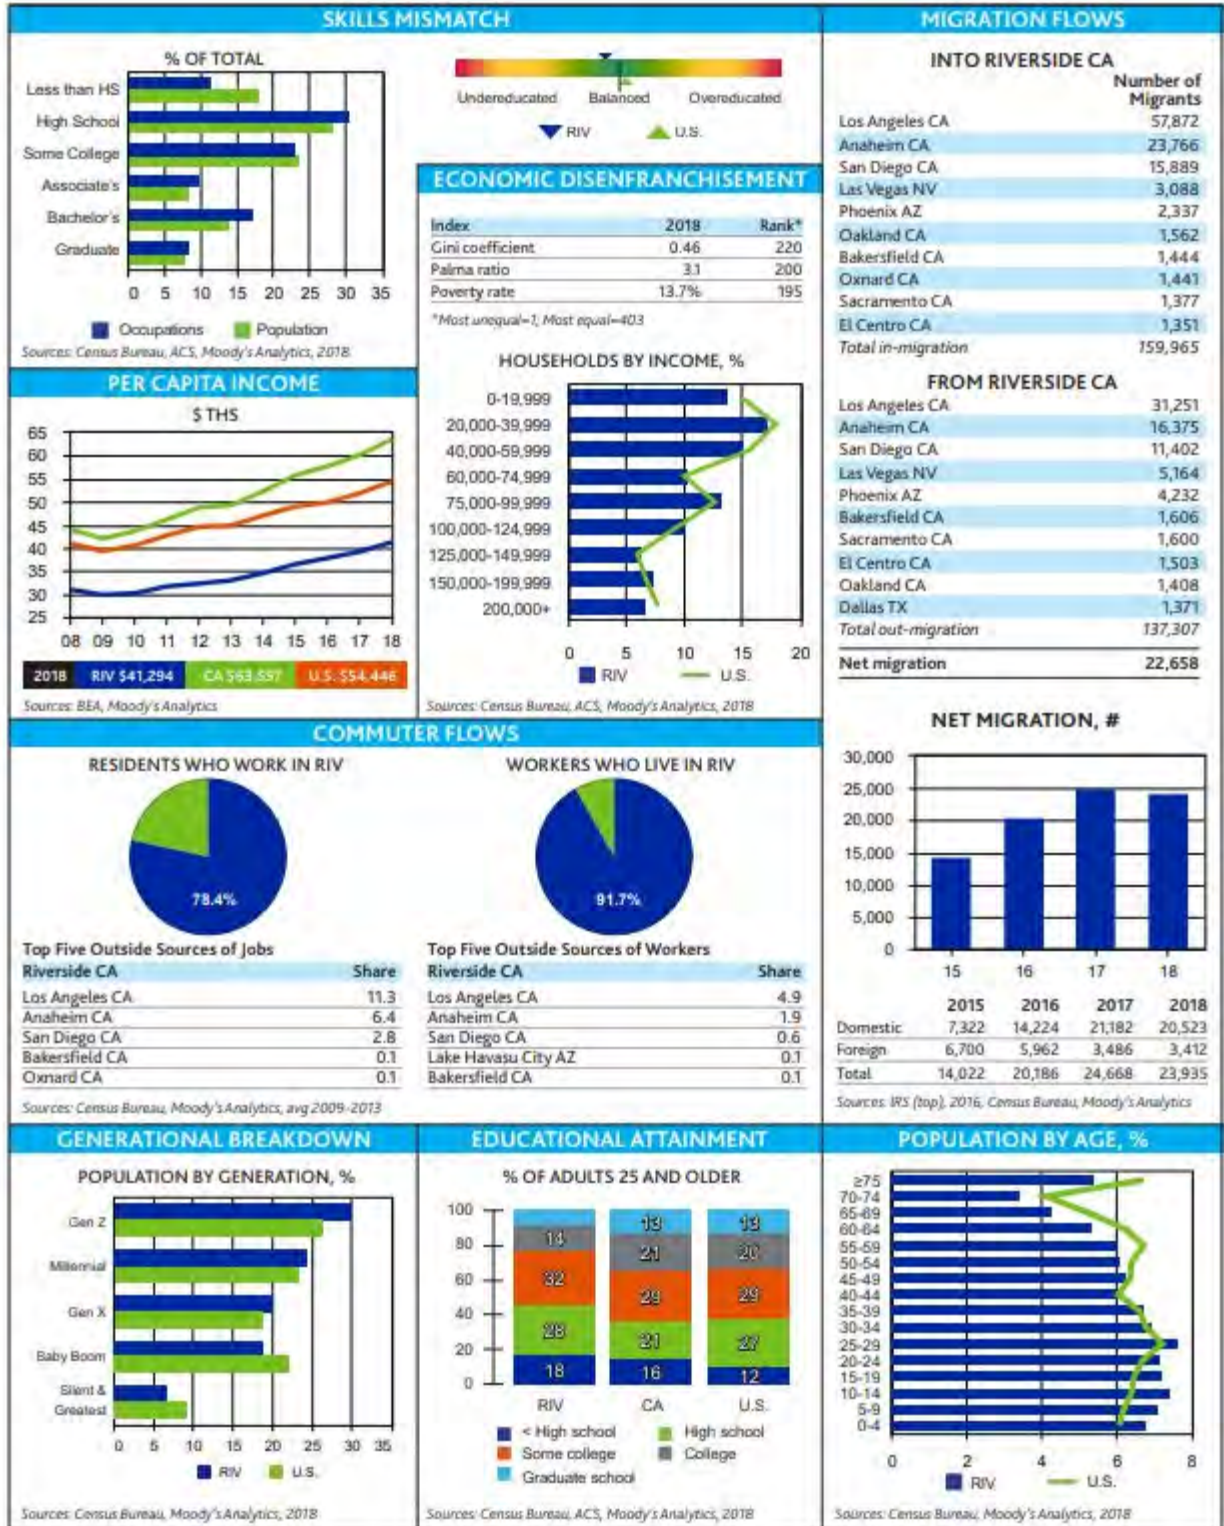 SKILLS MISMATCH
% OF TOTAL
Less than HS
High School
Some College
Associate's
Bachelor's
Graduate
0 5 10 15 20 25 30 35
Occupations Population
Sources: Census Bureau, ACS, Moody's Analytics, 2018
Undereducated Balanced Overeducated
RIV U.S.
PER CAPITA INCOME
$ THS
65
60
55
50
45
40
35
30
25
08 09 10 11 12 13 14 15 16 17 18
2018 RIV $41,294 CA $63,557 U.S. $54,446
Sources: BEA, Moody's Analytics
ECONOMIC DISENFRANCHISEMENT
Index 2018 Rank*
Gini coefficient 0.46 220
Palma ratio 3.1 200
Poverty rate 13.7% 195
*Most unequal=1, Most equal=403
HOUSEHOLDS BY INCOME, %
0-19,999
20,000-39,999
40,000-59,999
60,000-74,999
75,000-99,999
100,000-124,999
125,000-149,999
150,000-199,999
200,000+
0 5 10 15 20
RIV U.S.
Sources: Census Bureau, ACS, Moody's Analytics, 2018
COMMUTER FLOWS
RESIDENTS WHO WORK IN RIV
78.4%
Top Five Outside Sources of Jobs
Riverside CA Share
Los Angeles CA 11.3
Anaheim CA 6.4
San Diego CA 2.8
Bakersfield CA 0.1
Oxnard CA 0.1
Sources: Census Bureau, Moody's Analytics, avg 2009-2013
WORKERS WHO LIVE IN RIV
91.7%
Top Five Outside Sources of Workers
Riverside CA Share
Los Angeles CA 4.9
Anaheim CA 1.9
San Diego CA 0.6
Lake Havasu City AZ 0.1
Bakersfield CA 0.1
MIGRATION FLOWS
INTO RIVERSIDE CA
Number of
Migrants
Los Angeles CA 57,872
Anaheim CA 23,766
San Diego CA 15,889
Las Vegas NV 3,088
Phoenix AZ 2,337
Oakland CA 1,562
Bakersfield CA 1,444
Oxnard CA 1,441
Sacramento CA 1,377
El Centro CA 1,351
Total in-migration 159,965
FROM RIVERSIDE CA
Los Angeles CA 31,251
Anaheim CA 16,375
San Diego CA 11,402
Las Vegas NV 5,164
Phoenix AZ 4,232
Bakersfield CA 1,606
Sacramento CA 1,600
El Centro CA 1,503
Oakland CA 1,408
Dallas TX 1,371
Total out-migration 137,307
Net migration 22,658
NET MIGRATION, #
30,000
25,000
20,000
15,000
10,000
5,000
0
15 16 17 18
2015 2016 2017 2018
Domestic 7,322 14,224 21,182 20,523
Foreign 6,700 5,962 3,486 3,412
Total 14,022 20,186 24,668 23,935
Sources: IRS (top), 2016, Census Bureau, Moody's Analytics
GENERATIONAL BREAKDOWN
POPULATION BY GENERATION, %
Gen Z
Millennial
Gen X
Baby Boom
Silent &
Greatest
0 5 10 15 20 25 30 35
RIV U.S.
Sources: Census Bureau, Moody's Analytics, 2018
EDUCATIONAL ATTAINMENT
% OF ADULTS 25 AND OLDER
100
80
60
40
20
0
14 32 28 18
13 21 29 21 16
13 20 29 27 12
RIV CA U.S.
< High school High school
Some college College
Graduate school
Sources: Census Bureau, ACS, Moody's Analytics, 2018
POPULATION BY AGE, %
≥75
70-74
65-69
60-64
55-59
50-54
45-49
40-44
35-39
30-34
25-29
20-24
15-19
10-14
5-9
0-4
0 2 4 6 8
RIV U.S.
Sources: Census Bureau, Moody's Analytics, 2018